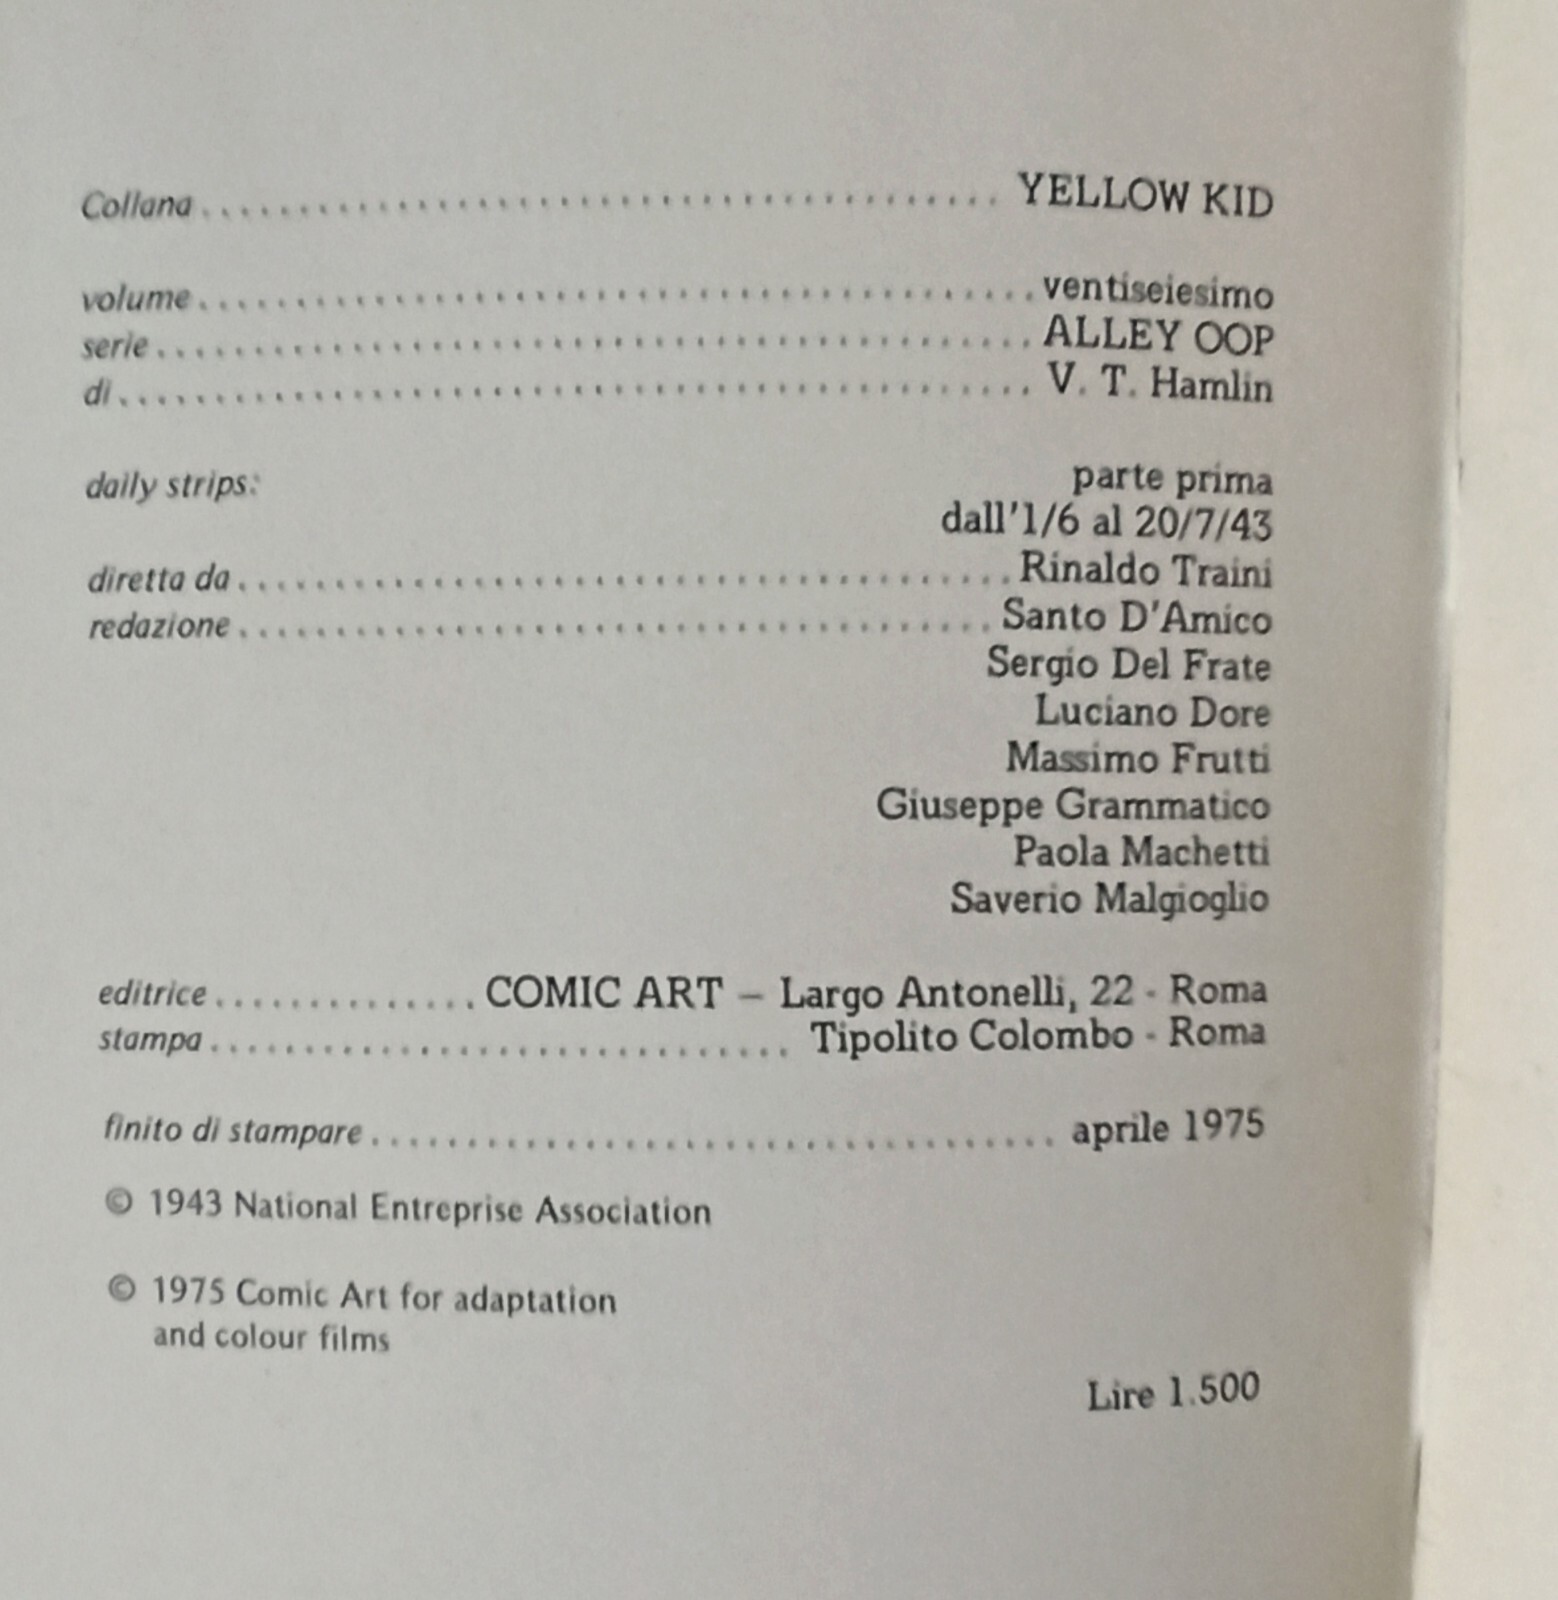 Collana ........................................ YELLOW KID
volume .......................................... ventiseiesimo
serie ............................................ ALLEY OOP
di .............................................. V. T. Hamlin
daily strips: parte prima
dall'1/6 al 20/7/43
diretta da ....................................... Rinaldo Traini
redazione ...................................... Santo D'Amico
Sergio Del Frate
Luciano Dore
Massimo Frutti
Giuseppe Grammatico
Paola Machetti
Saverio Malgioglio
editrice .............. COMIC ART – Largo Antonelli, 22 - Roma
stampa ............................... Tipolito Colombo - Roma
finito di stampare ................................... aprile 1975
© 1943 National Entreprise Association
© 1975 Comic Art for adaptation
and colour films
Lire 1.500